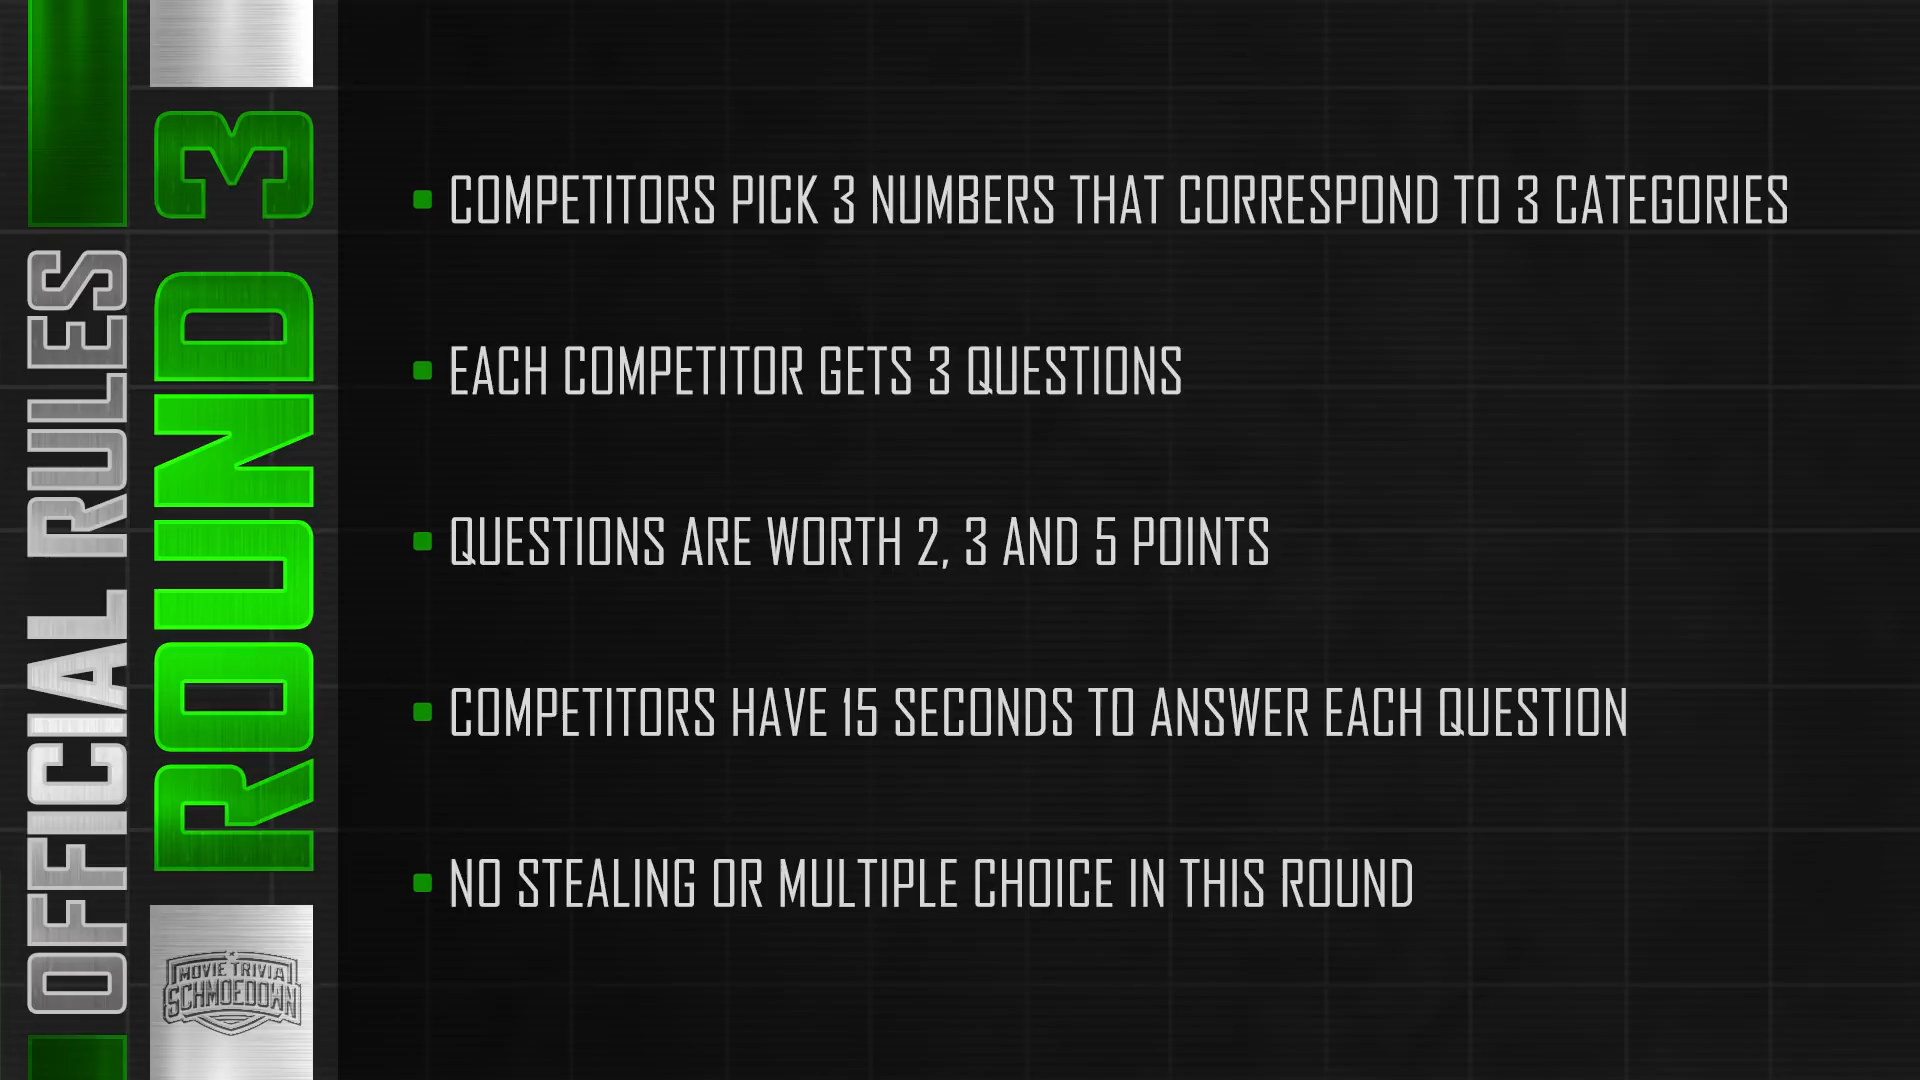 OFFICIAL RULES
ROUND 3
COMPETITORS PICK 3 NUMBERS THAT CORRESPOND TO 3 CATEGORIES
EACH COMPETITOR GETS 3 QUESTIONS
QUESTIONS ARE WORTH 2, 3 AND 5 POINTS
COMPETITORS HAVE 15 SECONDS TO ANSWER EACH QUESTION
NO STEALING OR MULTIPLE CHOICE IN THIS ROUND
MOVIE TRIVIA
SCHMOEDOWN